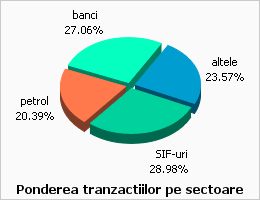 banci
27.06%
altele
23.57%
petrol
20.39%
SIF-uri
28.98%
Ponderea tranzactiilor pe sectoare